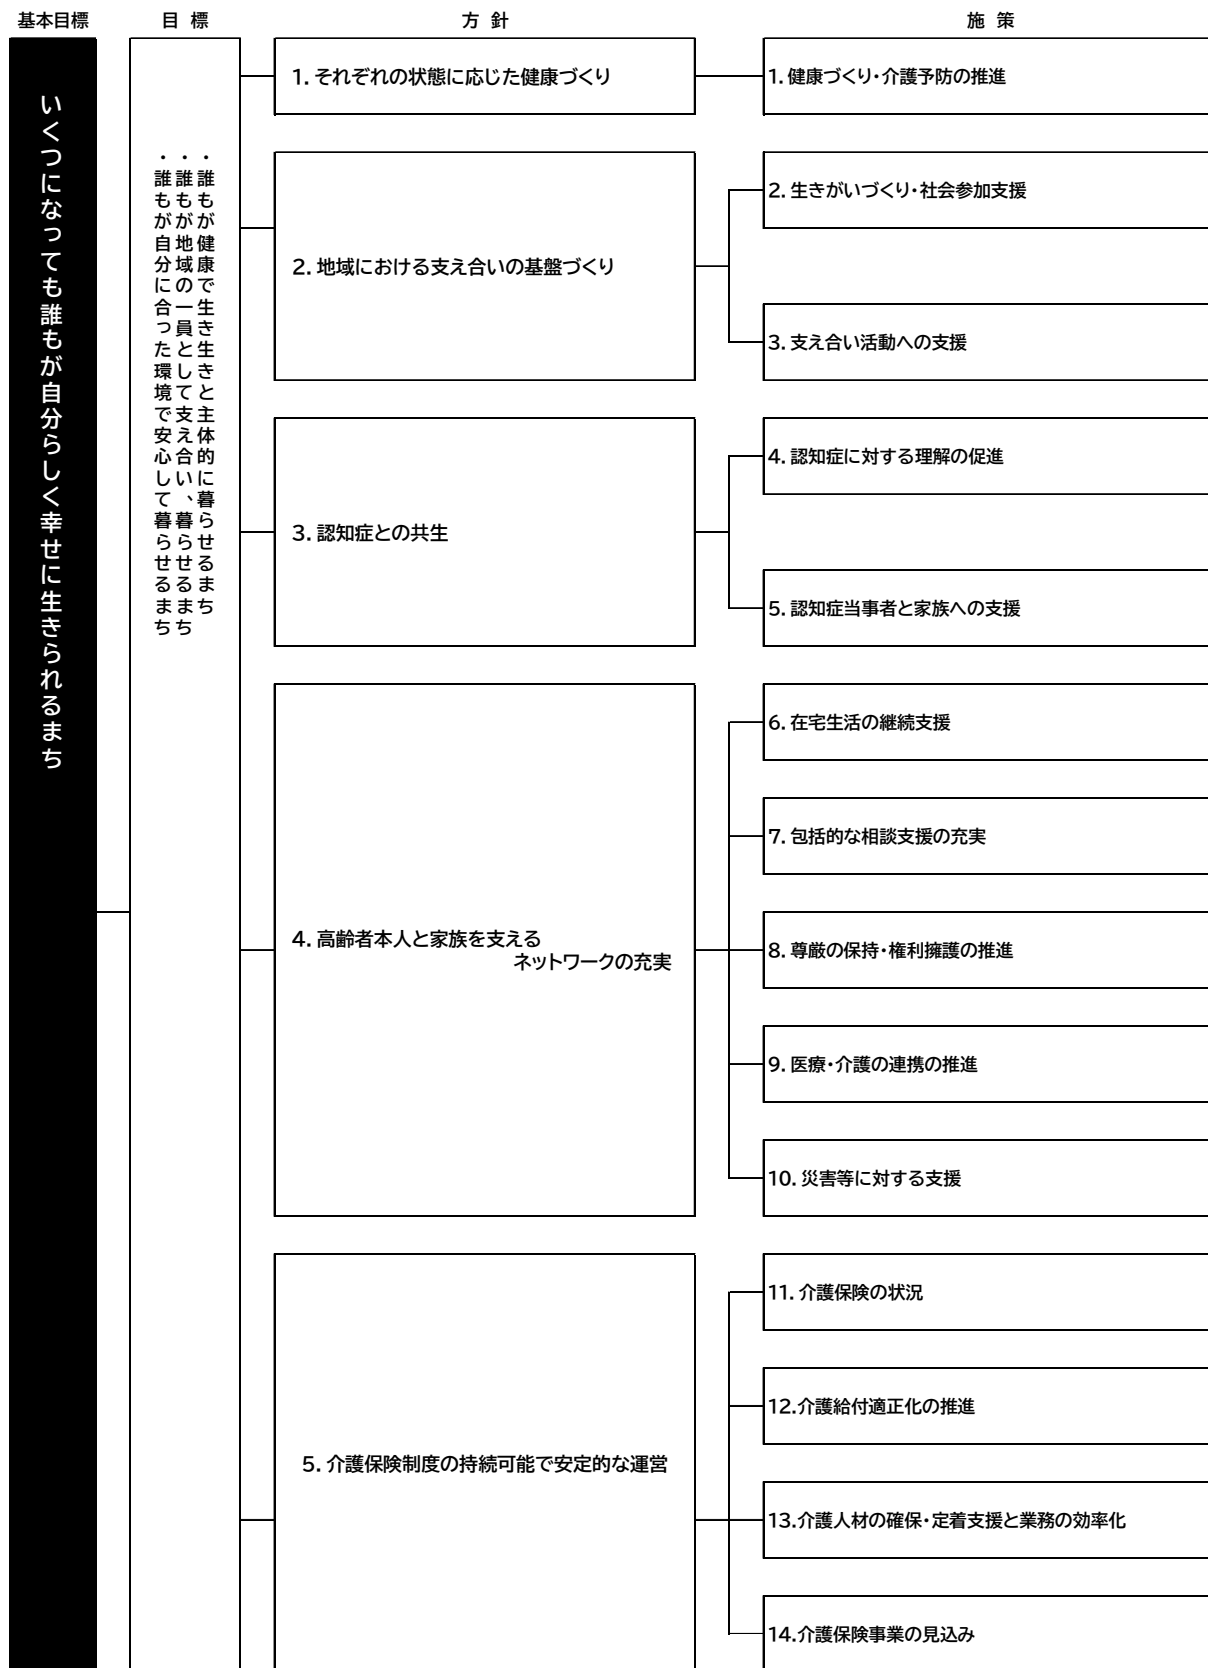 基本目標
目 標
方 針
施 策
いくつになっても誰もが自分らしく幸せに生きられるまち
・誰もが健康で生き生きと主体的に暮らせるまち
・誰もが地域の一員として支え合い、暮らせるまち
・誰もが自分に合った環境で安心して暮らせるまち
1. それぞれの状態に応じた健康づくり
1. 健康づくり・介護予防の推進
2. 地域における支え合いの基盤づくり
2. 生きがいづくり・社会参加支援
3. 支え合い活動への支援
3. 認知症との共生
4. 認知症に対する理解の促進
5. 認知症当事者と家族への支援
4. 高齢者本人と家族を支える
ネットワークの充実
6. 在宅生活の継続支援
7. 包括的な相談支援の充実
8. 尊厳の保持・権利擁護の推進
9. 医療・介護の連携の推進
10. 災害等に対する支援
5. 介護保険制度の持続可能で安定的な運営
11. 介護保険の状況
12.介護給付適正化の推進
13.介護人材の確保・定着支援と業務の効率化
14.介護保険事業の見込み